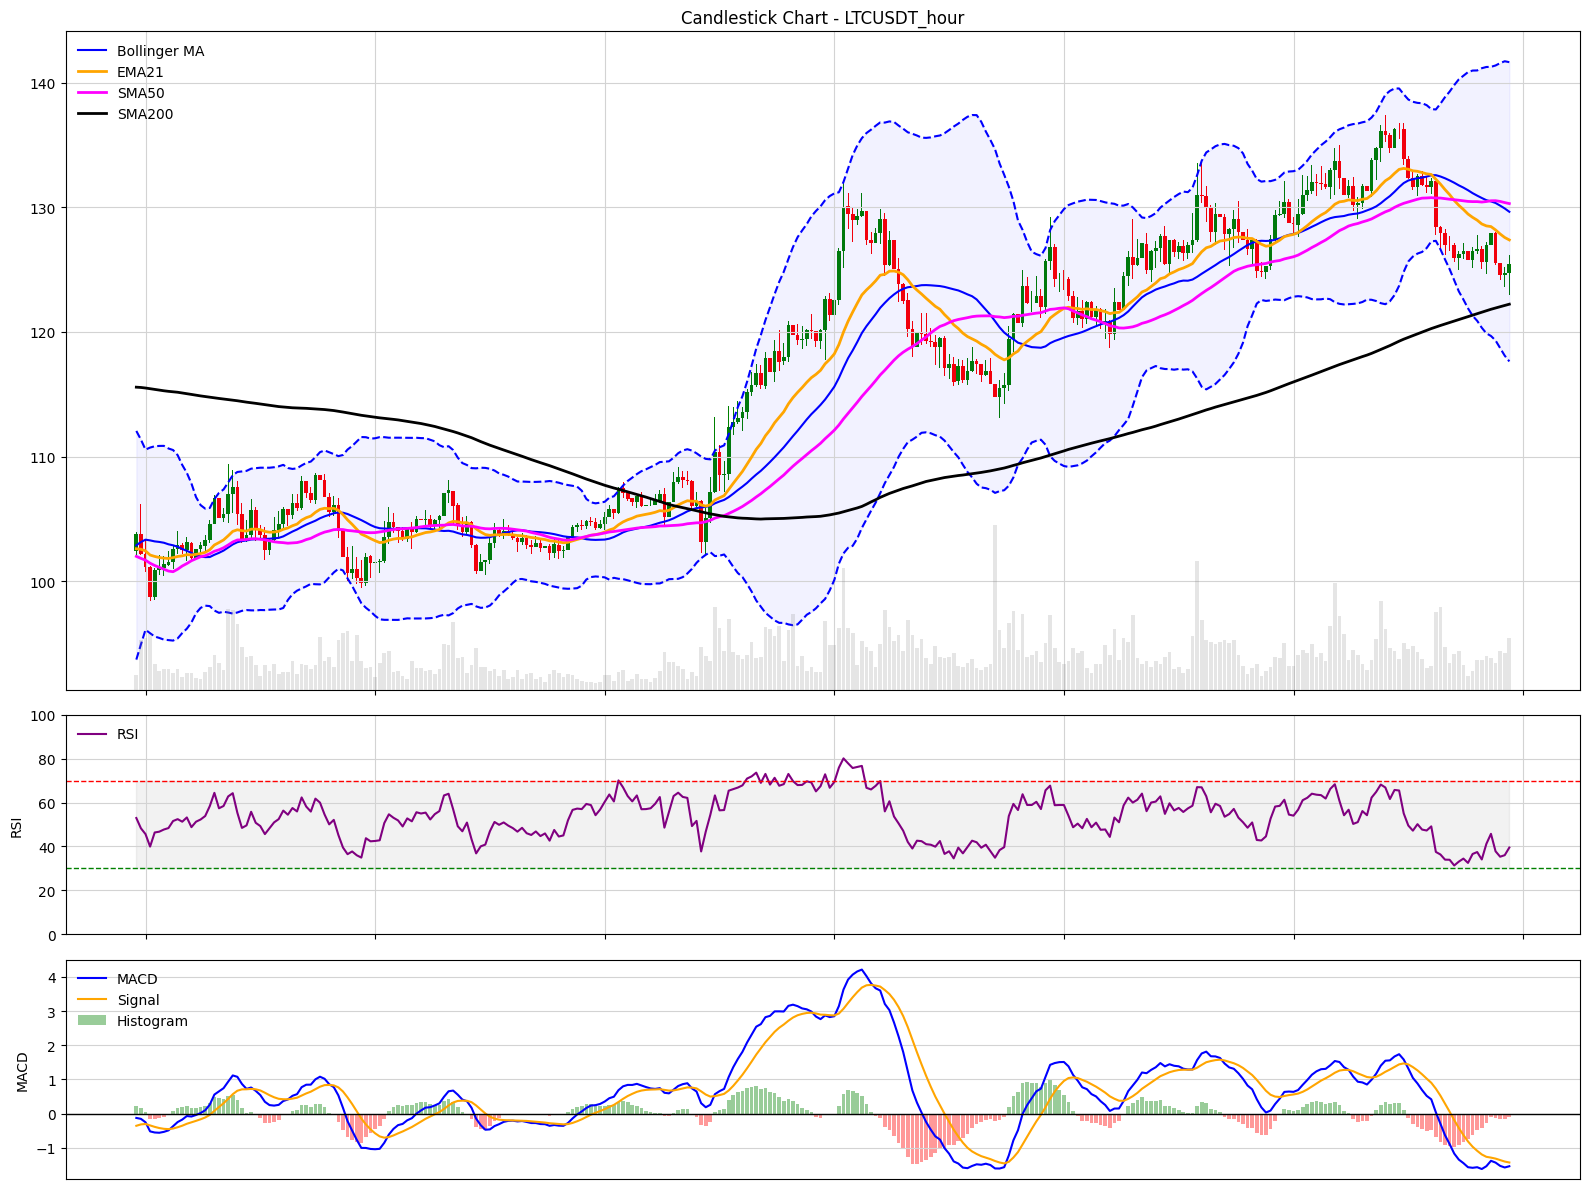 Candlestick Chart - LTCUSDT_hour
Bollinger MA
EMA21
SMA50
SMA200
140
130
120
110
100
RSI
100
80
60
40
20
0
RSI
MACD
Signal
Histogram
4
3
2
1
0
−1
MACD